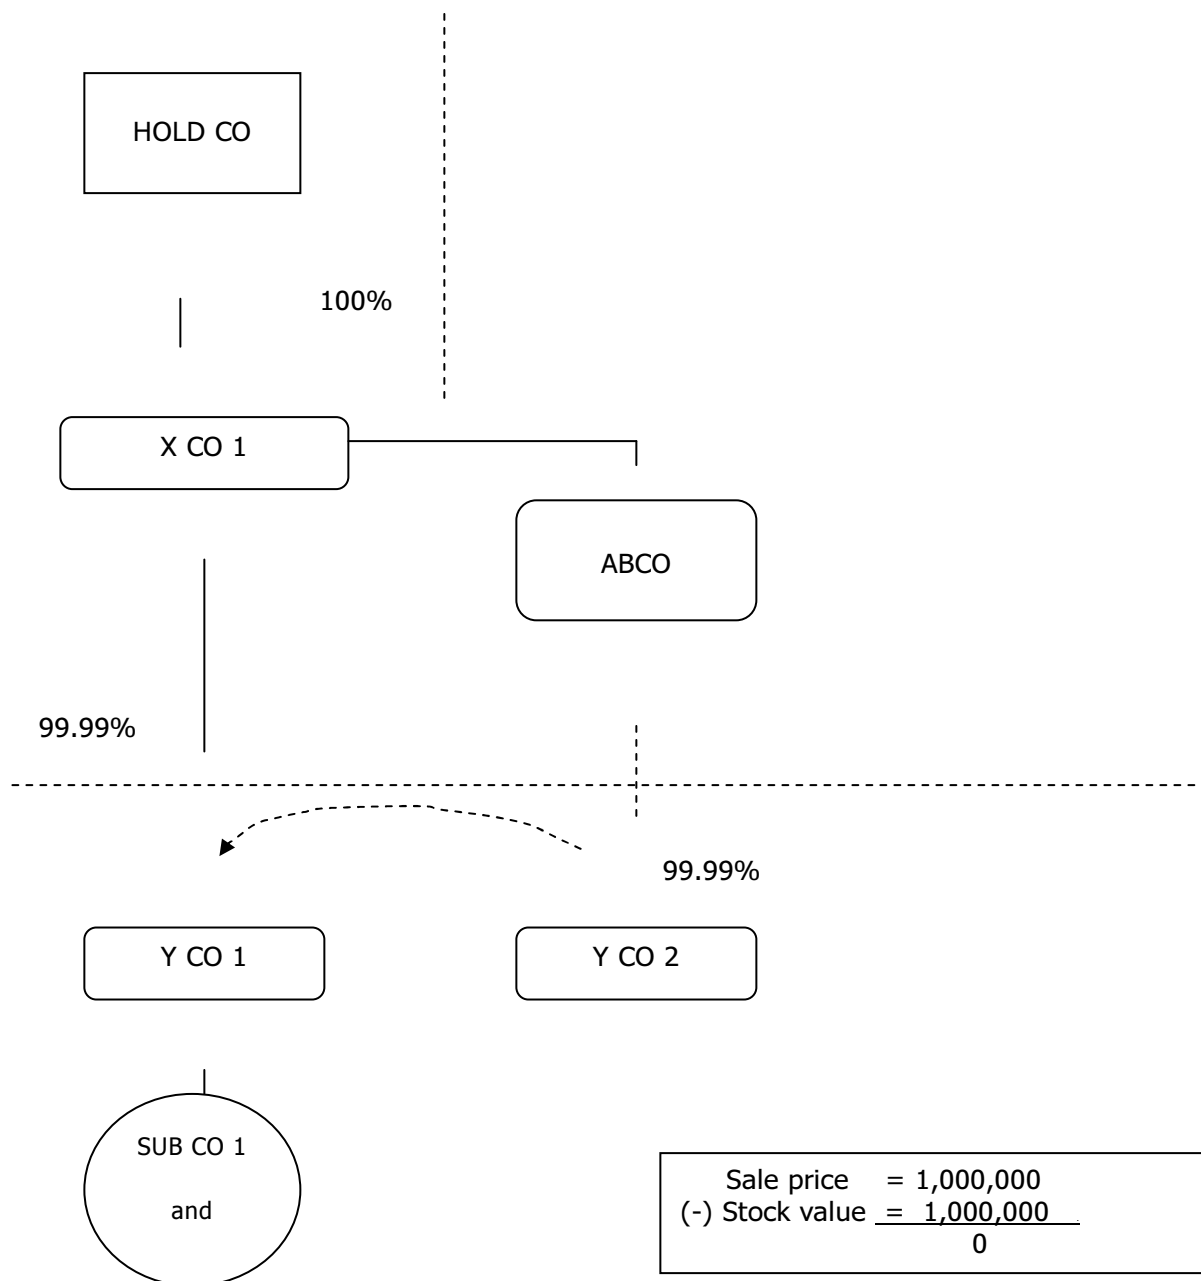 HOLD CO
100%
X CO 1
ABCO
99.99%
99.99%
Y CO 1
Y CO 2
SUB CO 1
and
Sale price = 1,000,000
(-) Stock value = 1,000,000
0